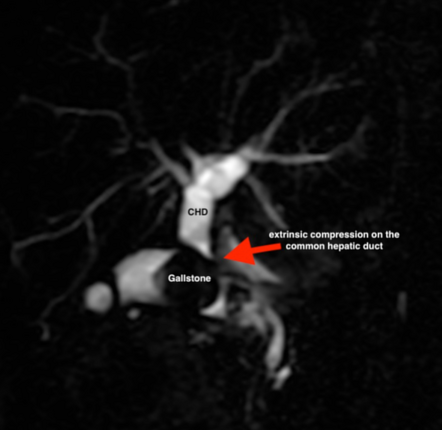 CHD
extrinsic compression on the
common hepatic duct
Gallstone